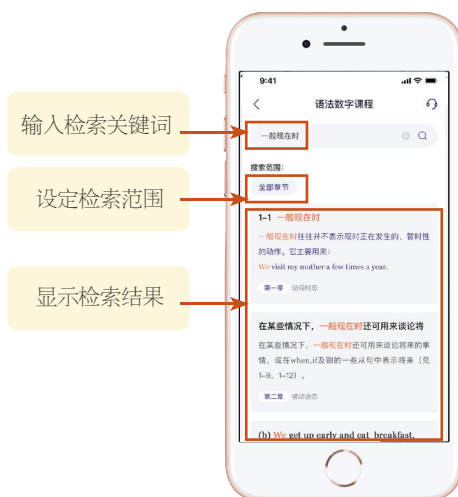 输入检索关键词
设定检索范围
显示检索结果
9:41
语法数字课程
一般现在时
搜索范围:
全部章节
1-1 一般现在时
一般现在时往往并不表示现时正在发生的、暂时性
的动作。它主要用来:
We visit my mother a few times a year.
第一章 动词时态
在某些情况下，一般现在时还可用来谈论将
在某些情况下，一般现在时还可用来谈论将来的事
情，或在when,if及别的一些从句中表示将来（见
1-9，1-12）。
第二章 被动语态
(b) We get up early and eat breakfast,